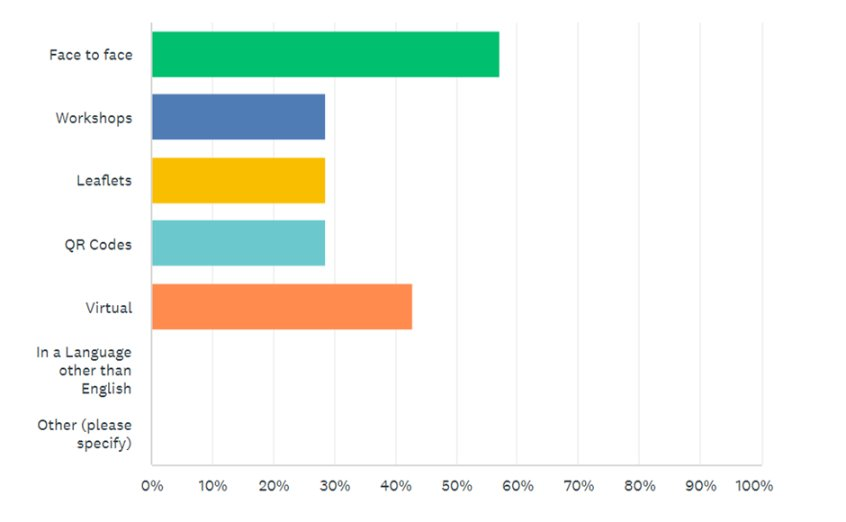 Face to face
Workshops
Leaflets
QR Codes
Virtual
In a Language
other than
English
Other (please
specify)
0% 10% 20% 30% 40% 50% 60% 70% 80% 90% 100%